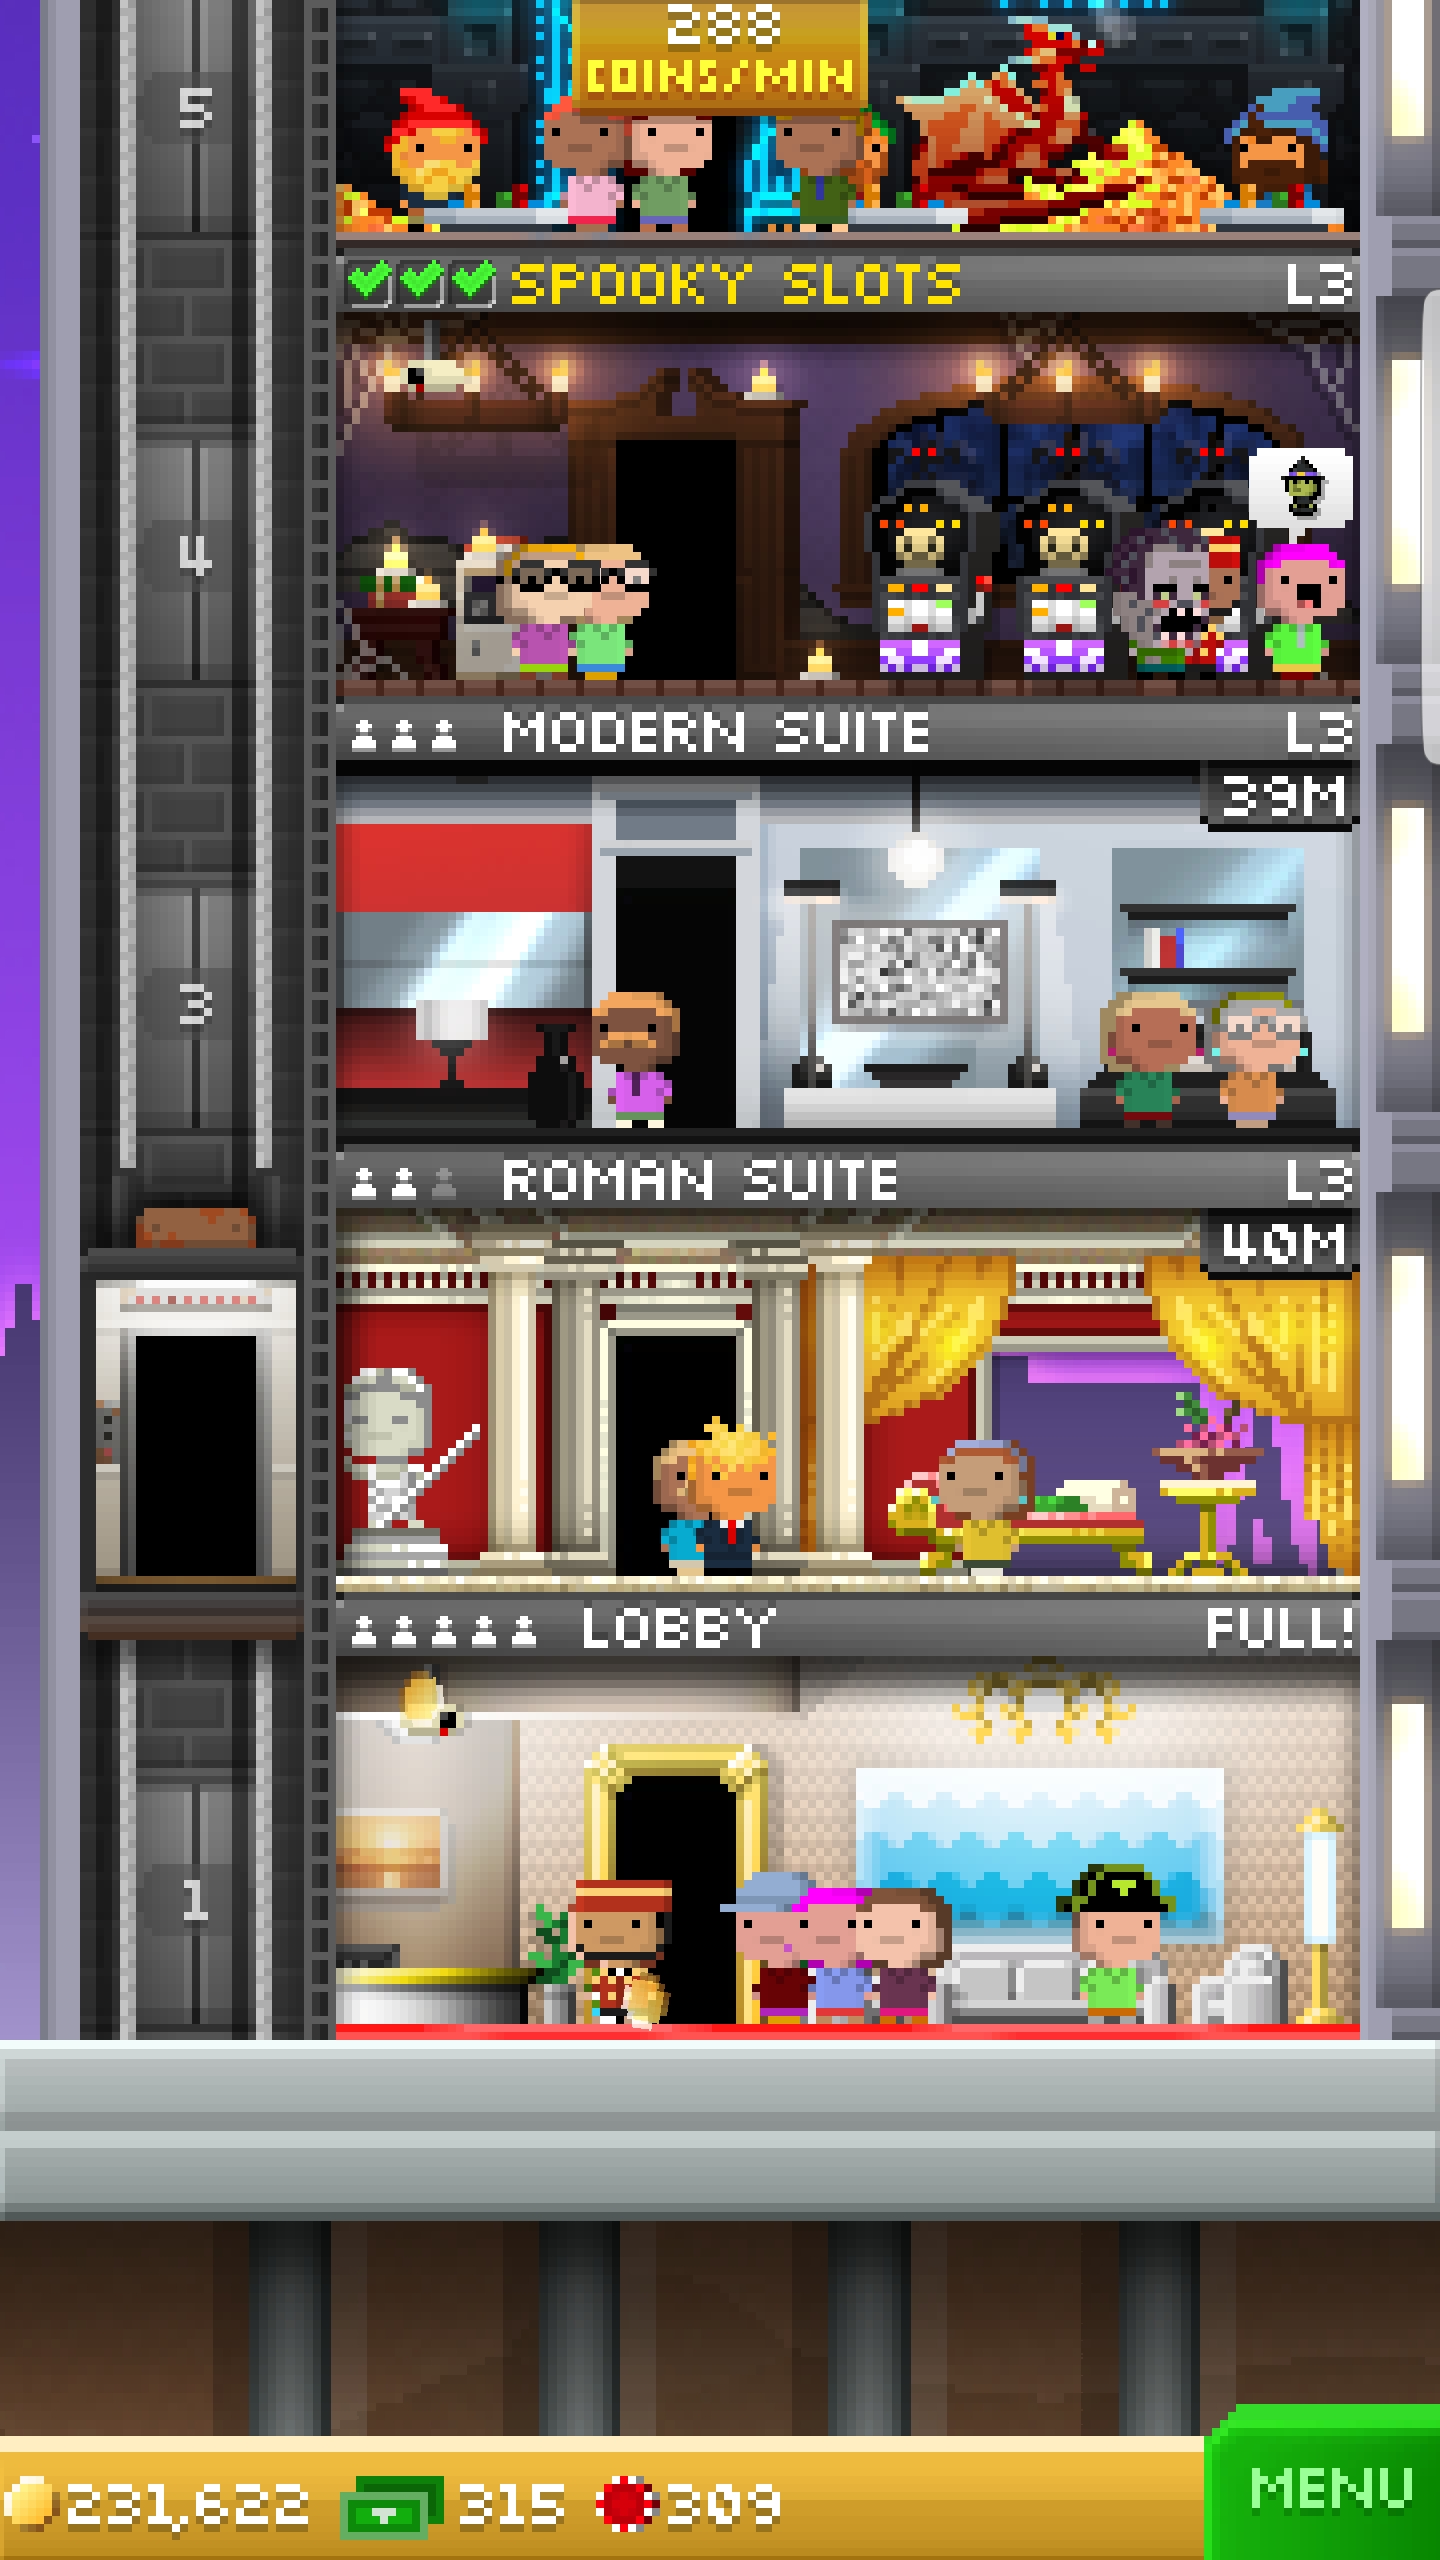 288
COINS/MIN
5
SPOOKY SLOTS L3
4
MODERN SUITE L3
39M
3
ROMAN SUITE L3
40M
LOBBY FULL!
1
231,622 315 309
MENU